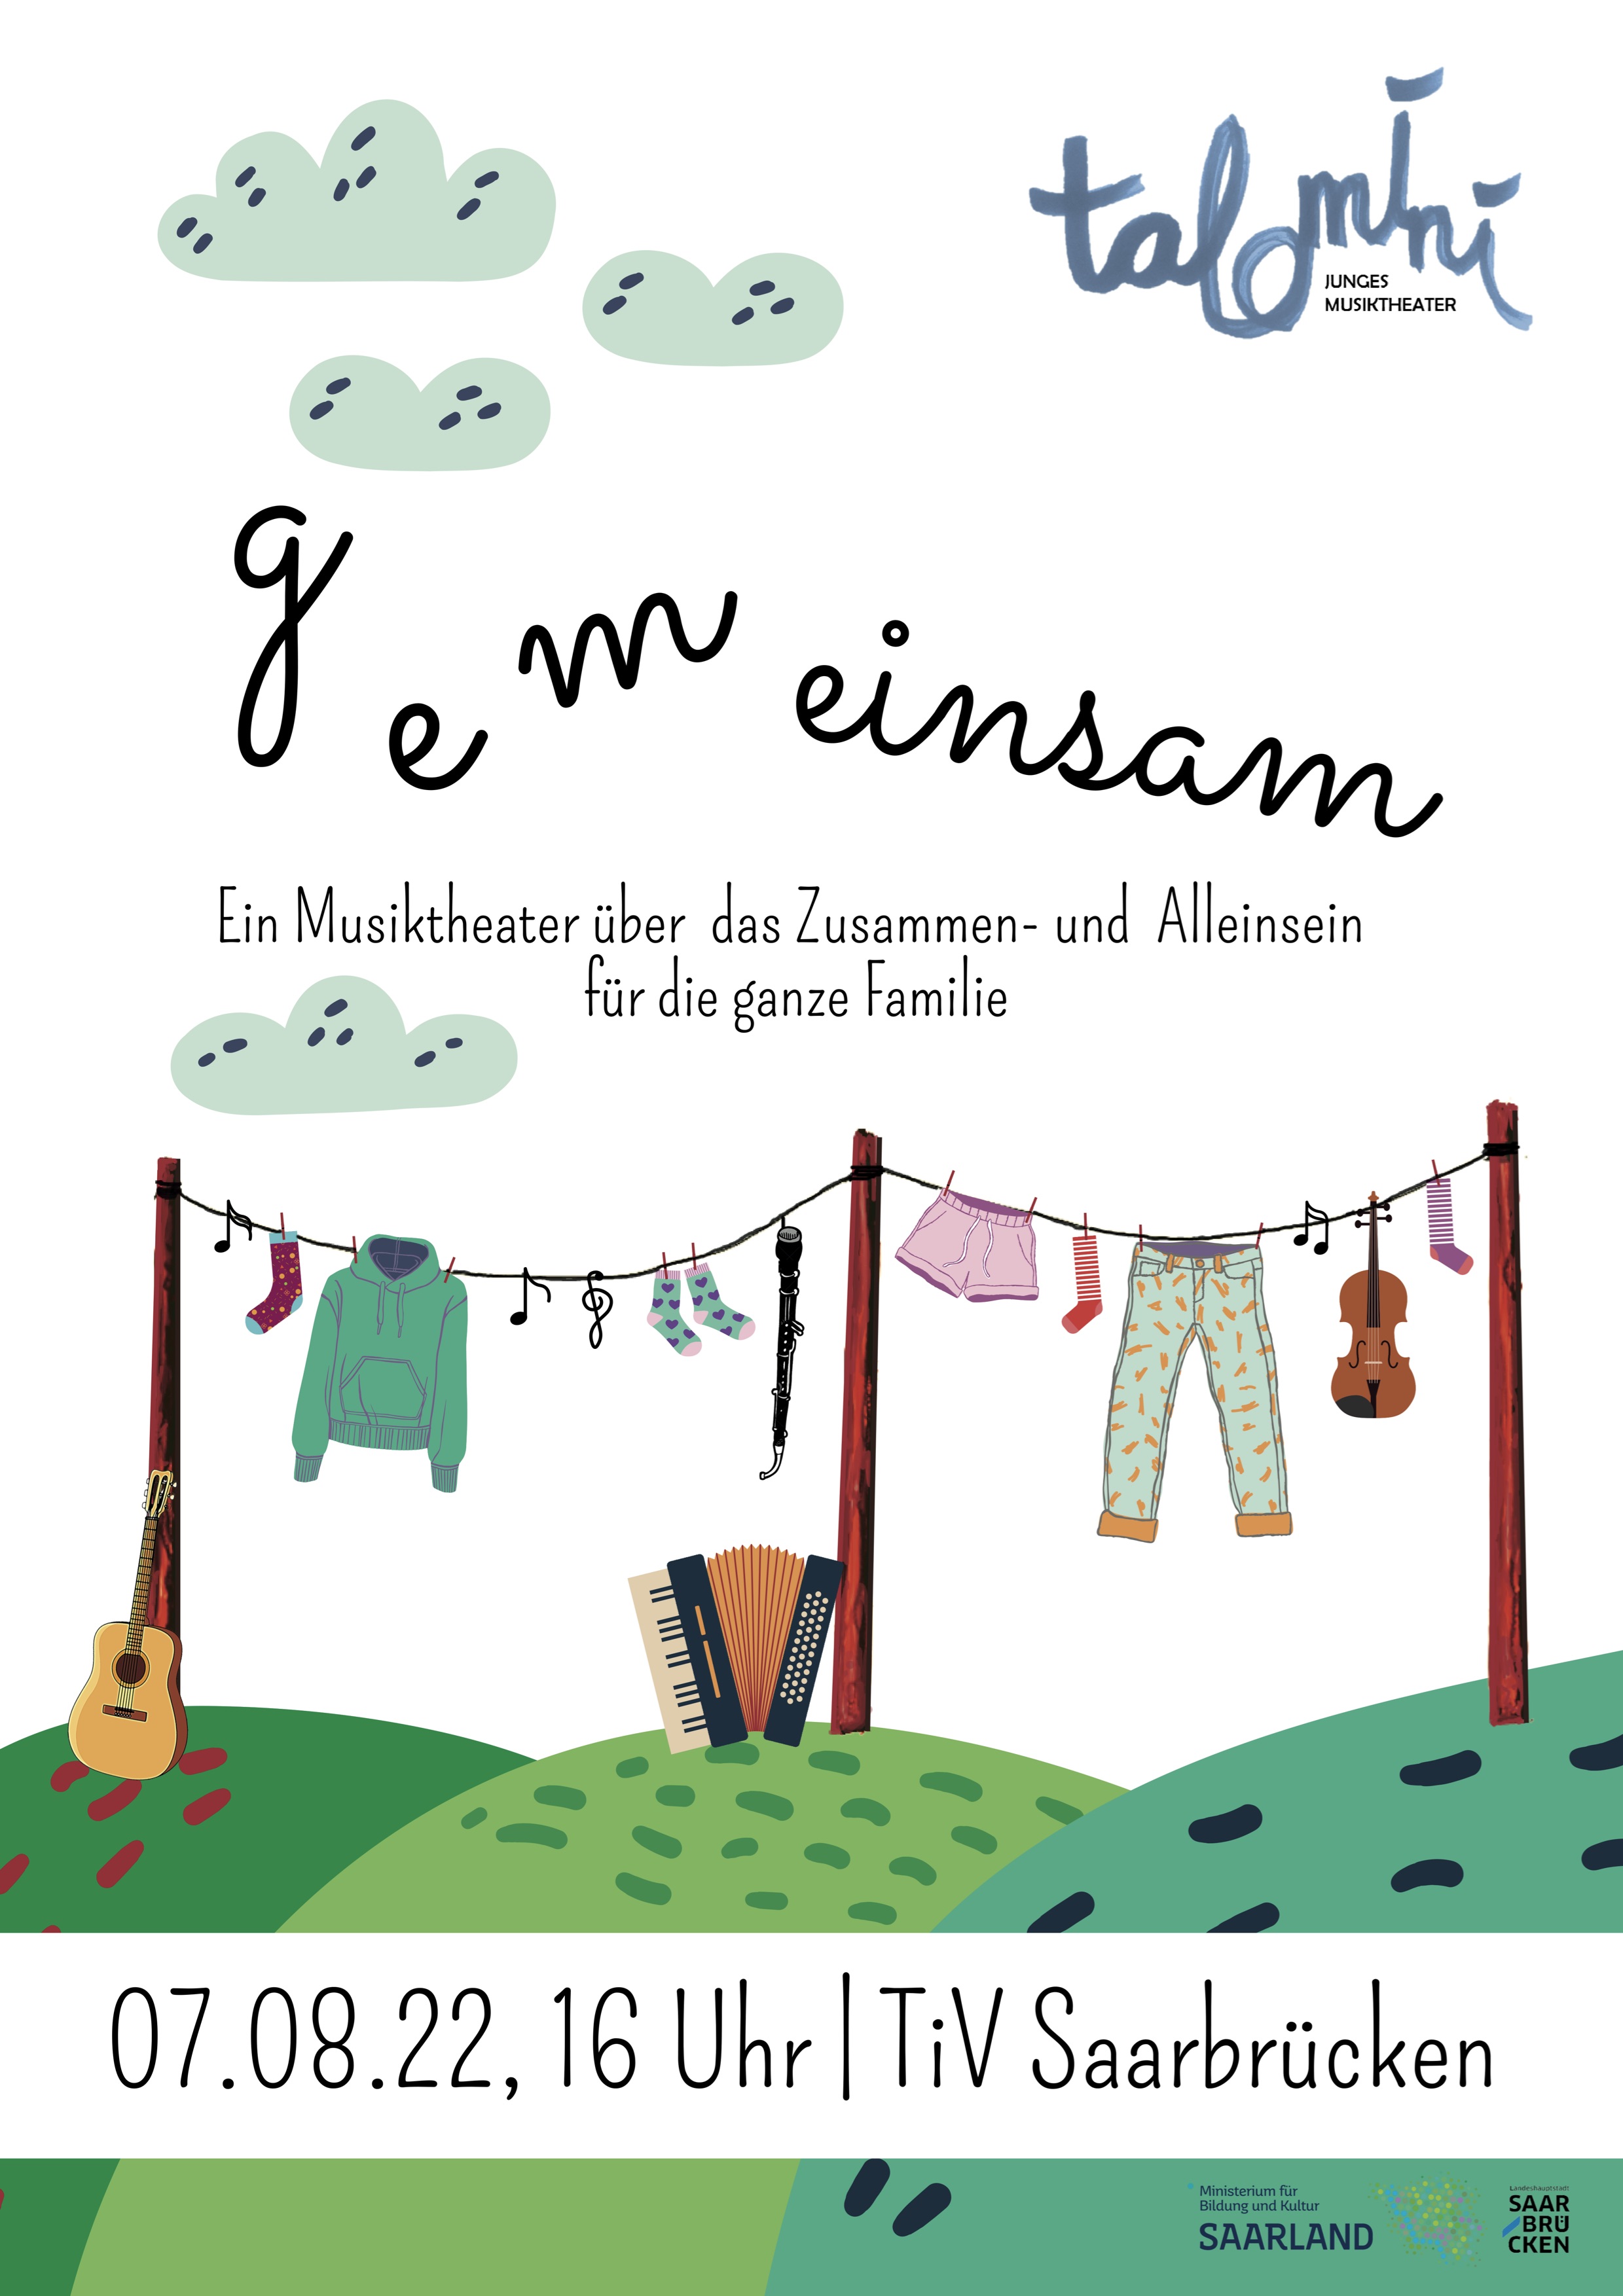 talomini
JUNGES
MUSIKTHEATER
gemeinsam
Ein Musiktheater über das Zusammen- und Alleinsein
für die ganze Familie
07.08.22, 16 Uhr | TiV Saarbrücken
Ministerium für
Bildung und Kultur
SAARLAND
Landeshauptstadt
SAAR
BRÜ
CKEN